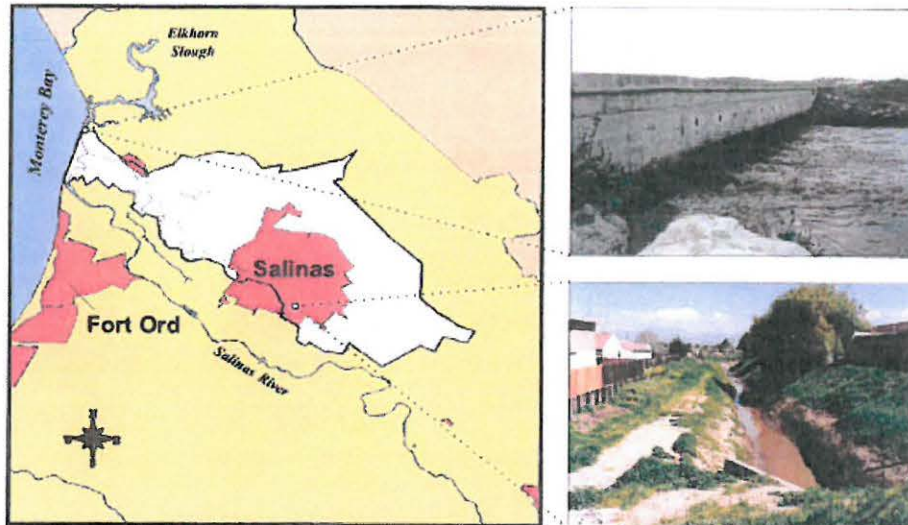 Elkhorn
Slough
Monterey Bay
Salinas
Fort Ord
Salinas River